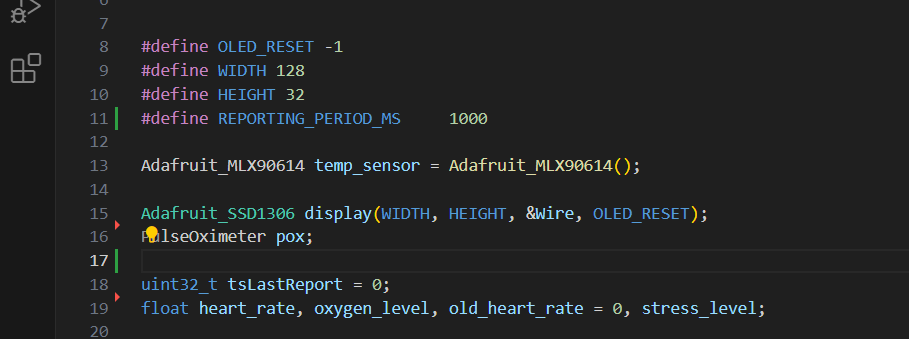 6
7
8 #define OLED_RESET -1
9 #define WIDTH 128
10 #define HEIGHT 32
11 #define REPORTING_PERIOD_MS     1000
12
13 Adafruit_MLX90614 temp_sensor = Adafruit_MLX90614();
14
15 Adafruit_SSD1306 display(WIDTH, HEIGHT, &Wire, OLED_RESET);
16 PulseOximeter pox;
17
18 uint32_t tsLastReport = 0;
19 float heart_rate, oxygen_level, old_heart_rate = 0, stress_level;
20